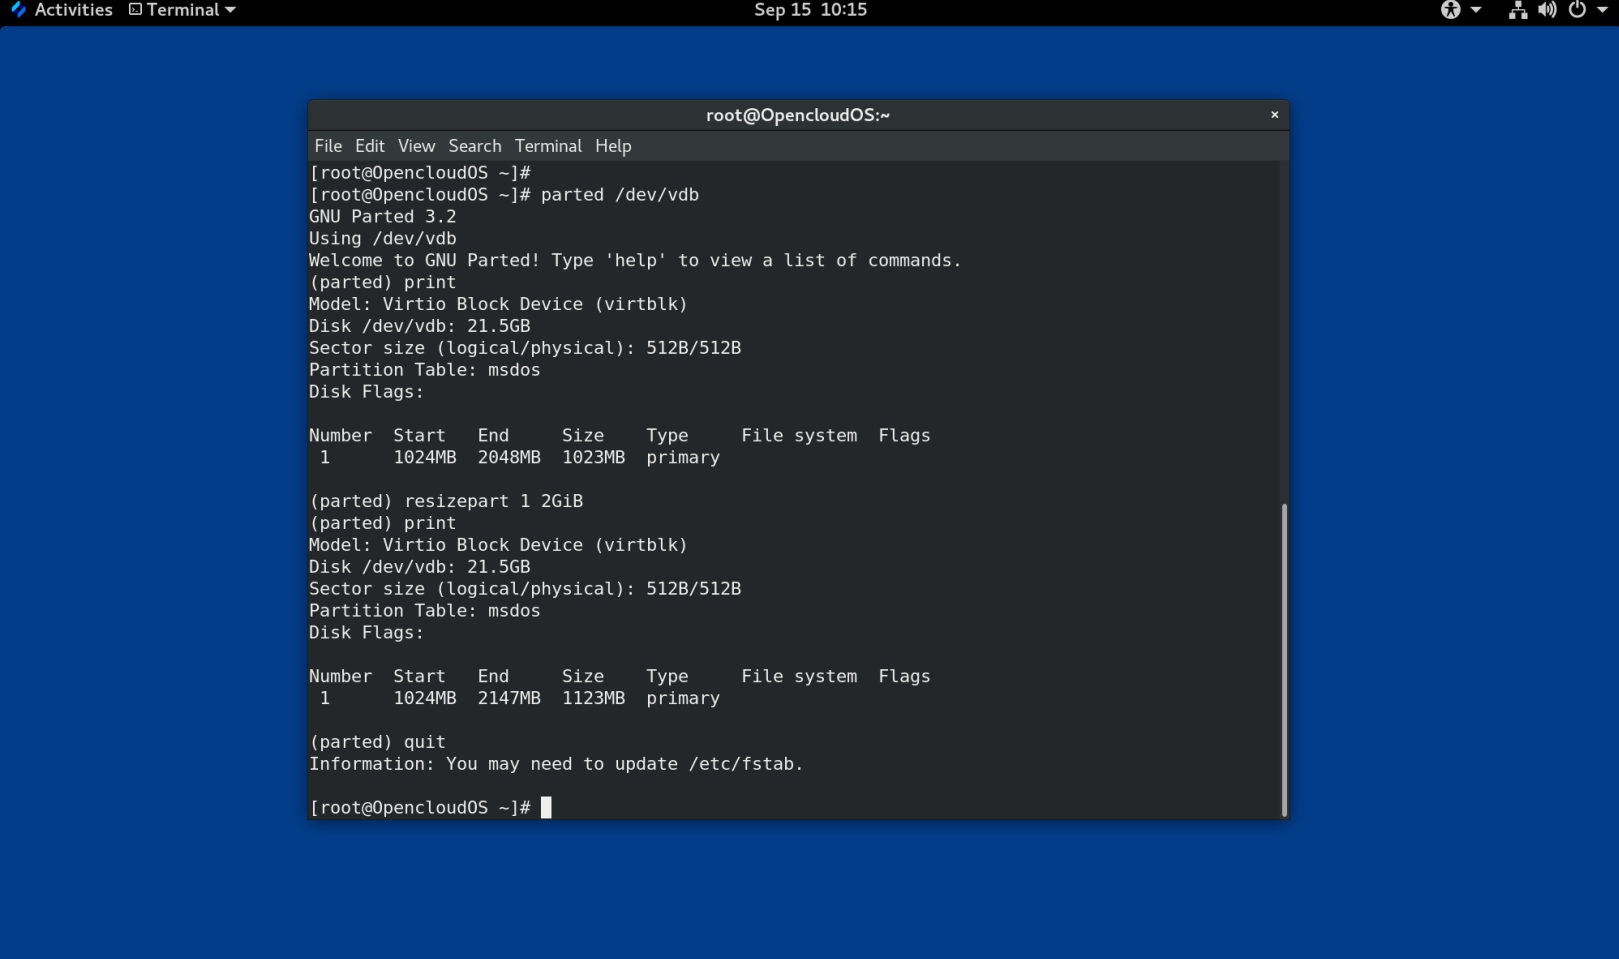 Activities Terminal Sep 15 10:15
root@OpencloudOS:~ ×
File Edit View Search Terminal Help
[root@OpencloudOS ~]#
[root@OpencloudOS ~]# parted /dev/vdb
GNU Parted 3.2
Using /dev/vdb
Welcome to GNU Parted! Type 'help' to view a list of commands.
(parted) print
Model: Virtio Block Device (virtblk)
Disk /dev/vdb: 21.5GB
Sector size (logical/physical): 512B/512B
Partition Table: msdos
Disk Flags:
Number  Start   End     Size    Type     File system  Flags
 1      1024MB  2048MB  1023MB  primary
(parted) resizepart 1 2GiB
(parted) print
Model: Virtio Block Device (virtblk)
Disk /dev/vdb: 21.5GB
Sector size (logical/physical): 512B/512B
Partition Table: msdos
Disk Flags:
Number  Start   End     Size    Type     File system  Flags
 1      1024MB  2147MB  1123MB  primary
(parted) quit
Information: You may need to update /etc/fstab.
[root@OpencloudOS ~]#